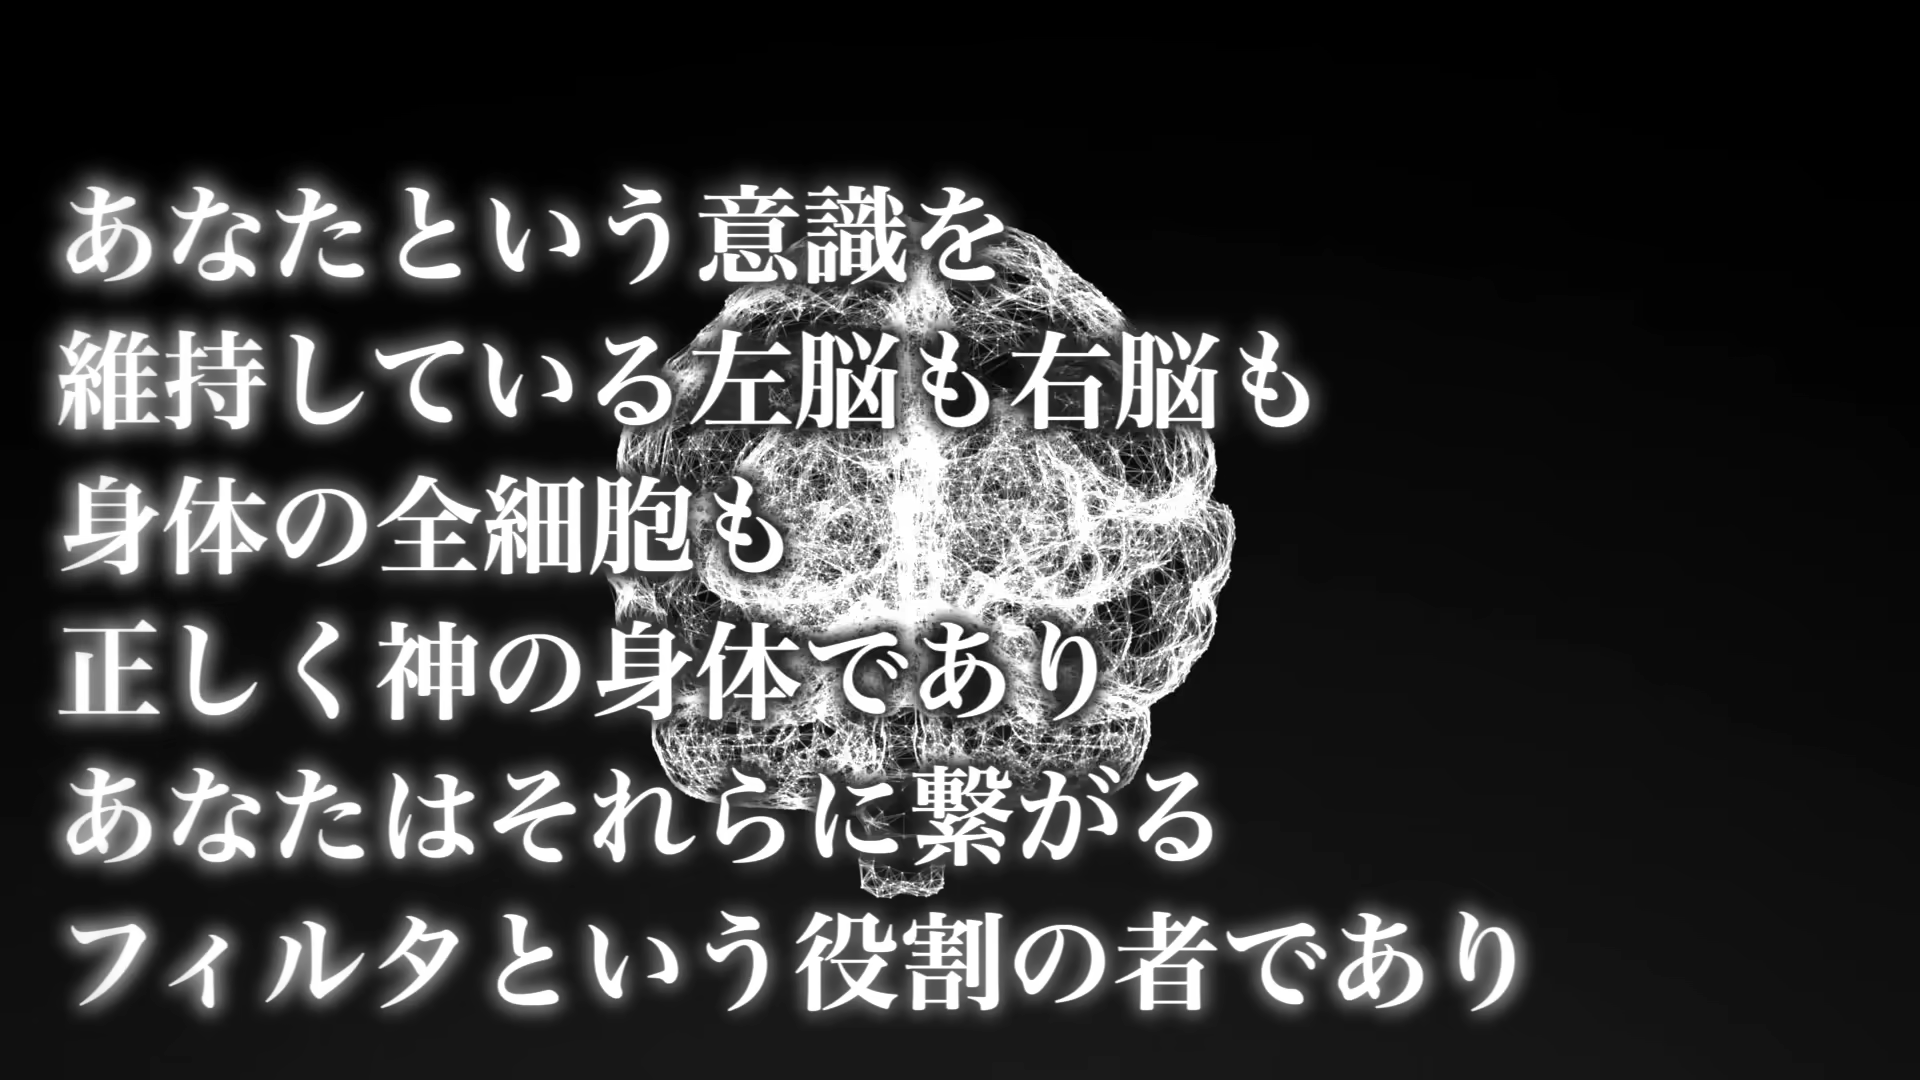 あなたという意識を
維持している左脳も右脳も
身体の全細胞も
正しく神の身体であり
あなたはそれらに繋がる
フィルタという役割の者であり